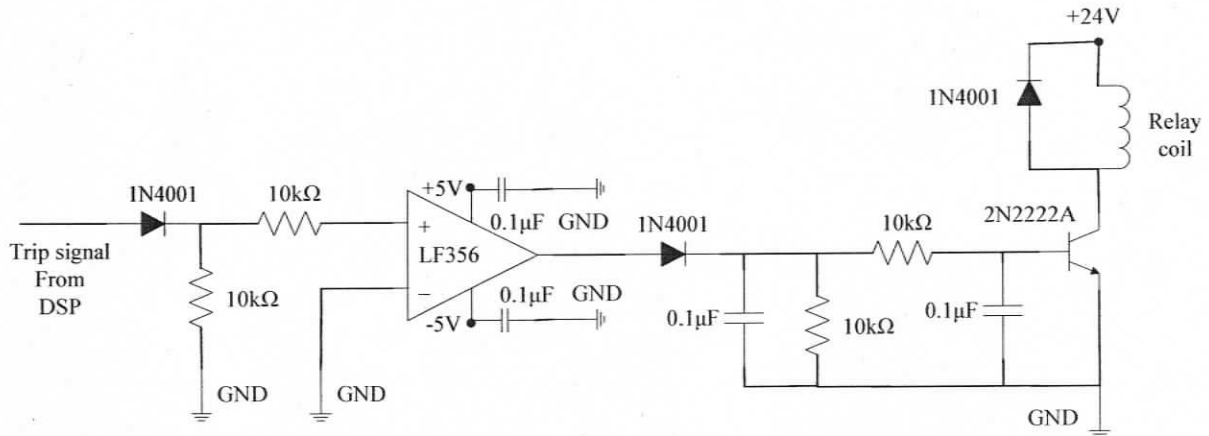 +24V
1N4001
Relay
coil
1N4001
10kΩ
+5V
0.1µF GND
1N4001
10kΩ
2N2222A
Trip signal
From
DSP
+
LF356
10kΩ
−
0.1µF GND
-5V
0.1µF
10kΩ
0.1µF
GND
GND
GND